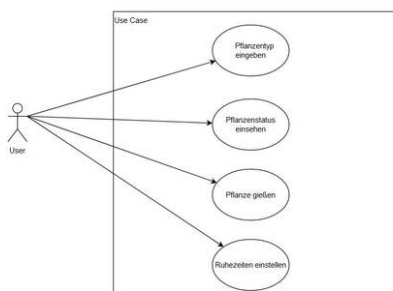 Use Case
Pflanzentyp
eingeben
Pflanzenstatus
einsehen
User
Pflanze gießen
Ruhezeiten einstellen